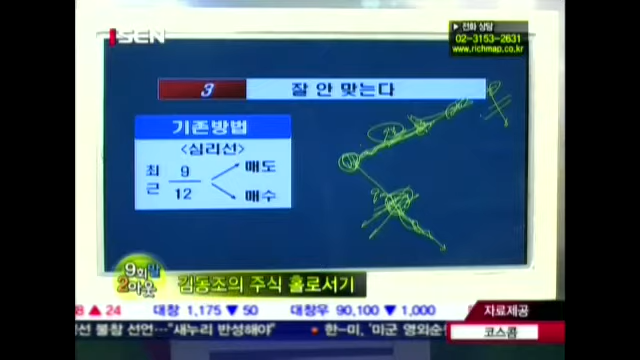 iSEN
▶ 전화 상담
02-3153-2631
www.richmap.co.kr
3 잘 안 맞는다
기존방법
<심리선>
최근 9/12
매도
매수
9회말
2아웃
김동조의 주식 홀로서기
8 ▲ 24 대창 1,175 ▼ 50 대창우 90,100 ▼ 1,000 자료제공
선 불참 선언…"새누리 반성해야" • 한-미, '미군 영외순 코스콤